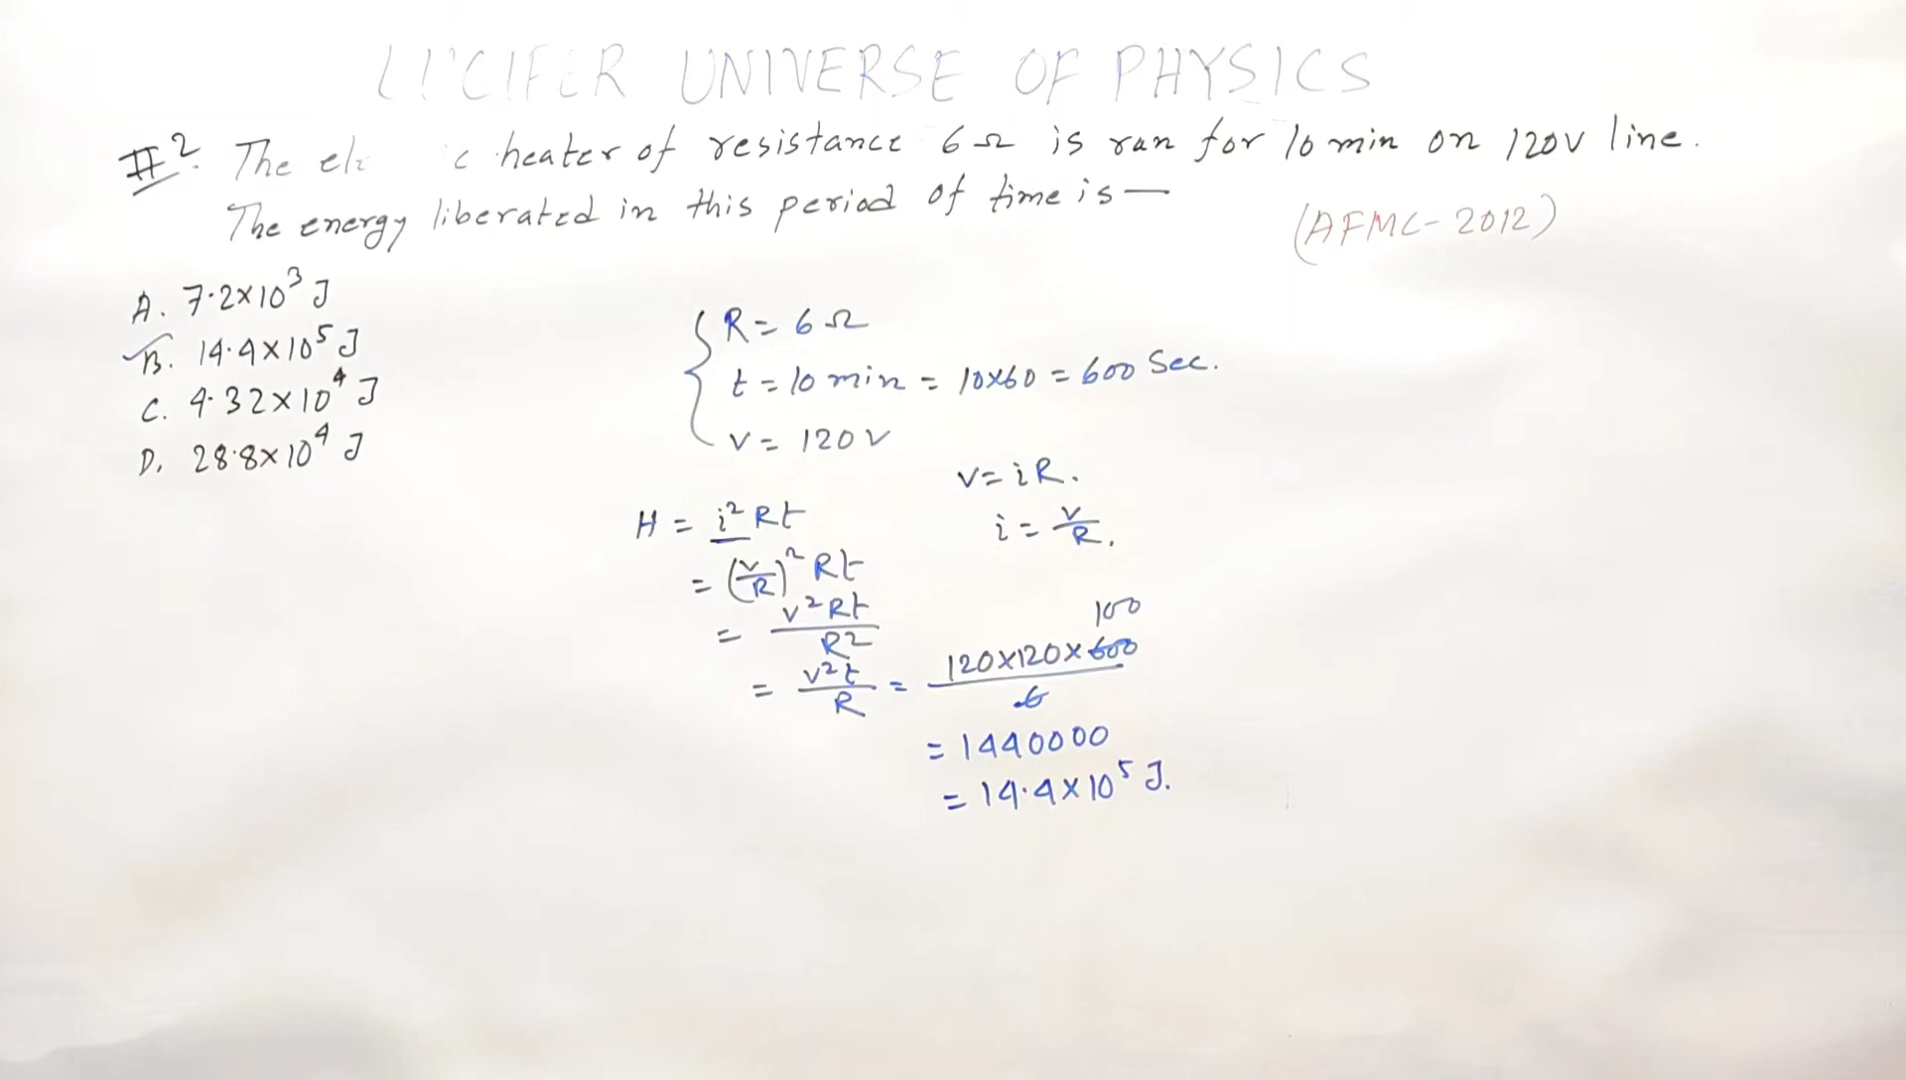 LUCIFER UNIVERSE OF PHYSICS
#2. The ele c heater of resistance 6Ω is run for 10 min on 120V line.
The energy liberated in this period of time is —
(AFMC-2012)
A. 7.2×10³ J
B. 14.4×10⁵ J
C. 4.32×10⁴ J
D. 28.8×10⁴ J
R = 6Ω
t = 10 min = 10×60 = 600 Sec.
V = 120V
V = iR.
i = V/R.
H = i²Rt
= (V/R)² Rt
= V²Rt/R²
= V²t/R = 120×120×600/6
100
= 1440000
= 14.4×10⁵ J.